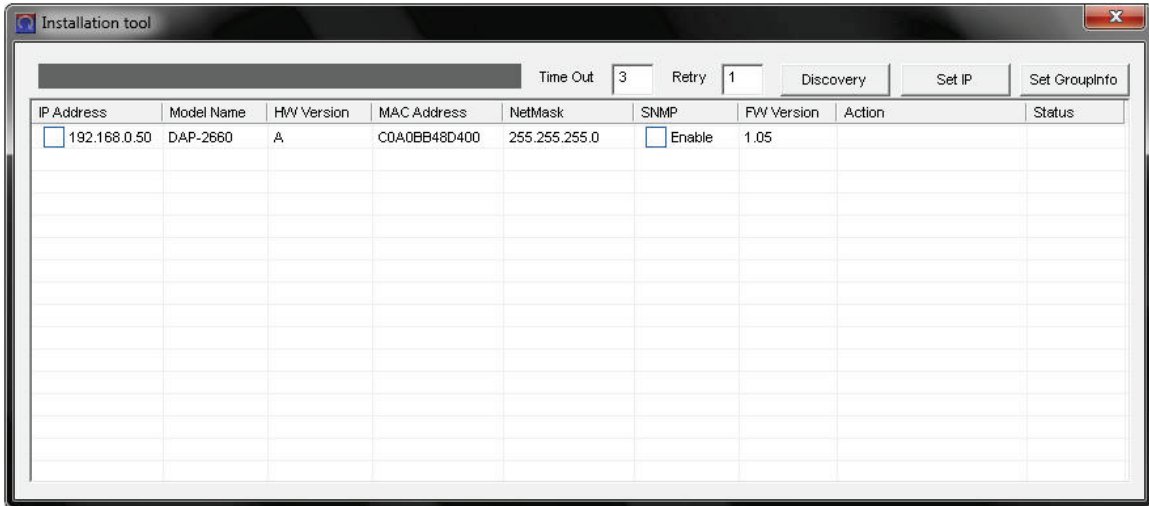 Installation tool
Time Out 3 Retry 1 Discovery Set IP Set GroupInfo
IP Address Model Name HW Version MAC Address NetMask SNMP FW Version Action Status
192.168.0.50 DAP-2660 A C0A0BB48D400 255.255.255.0 Enable 1.05